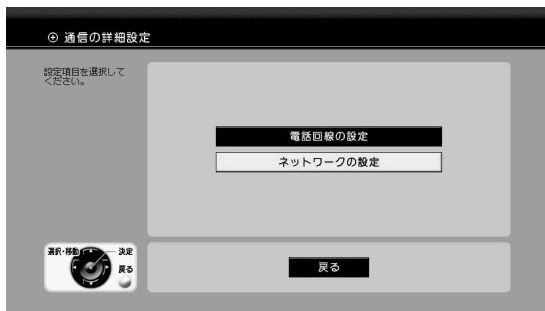 通信の詳細設定
設定項目を選択して
ください。
電話回線の設定
ネットワークの設定
選択・移動
決定
戻る
戻る